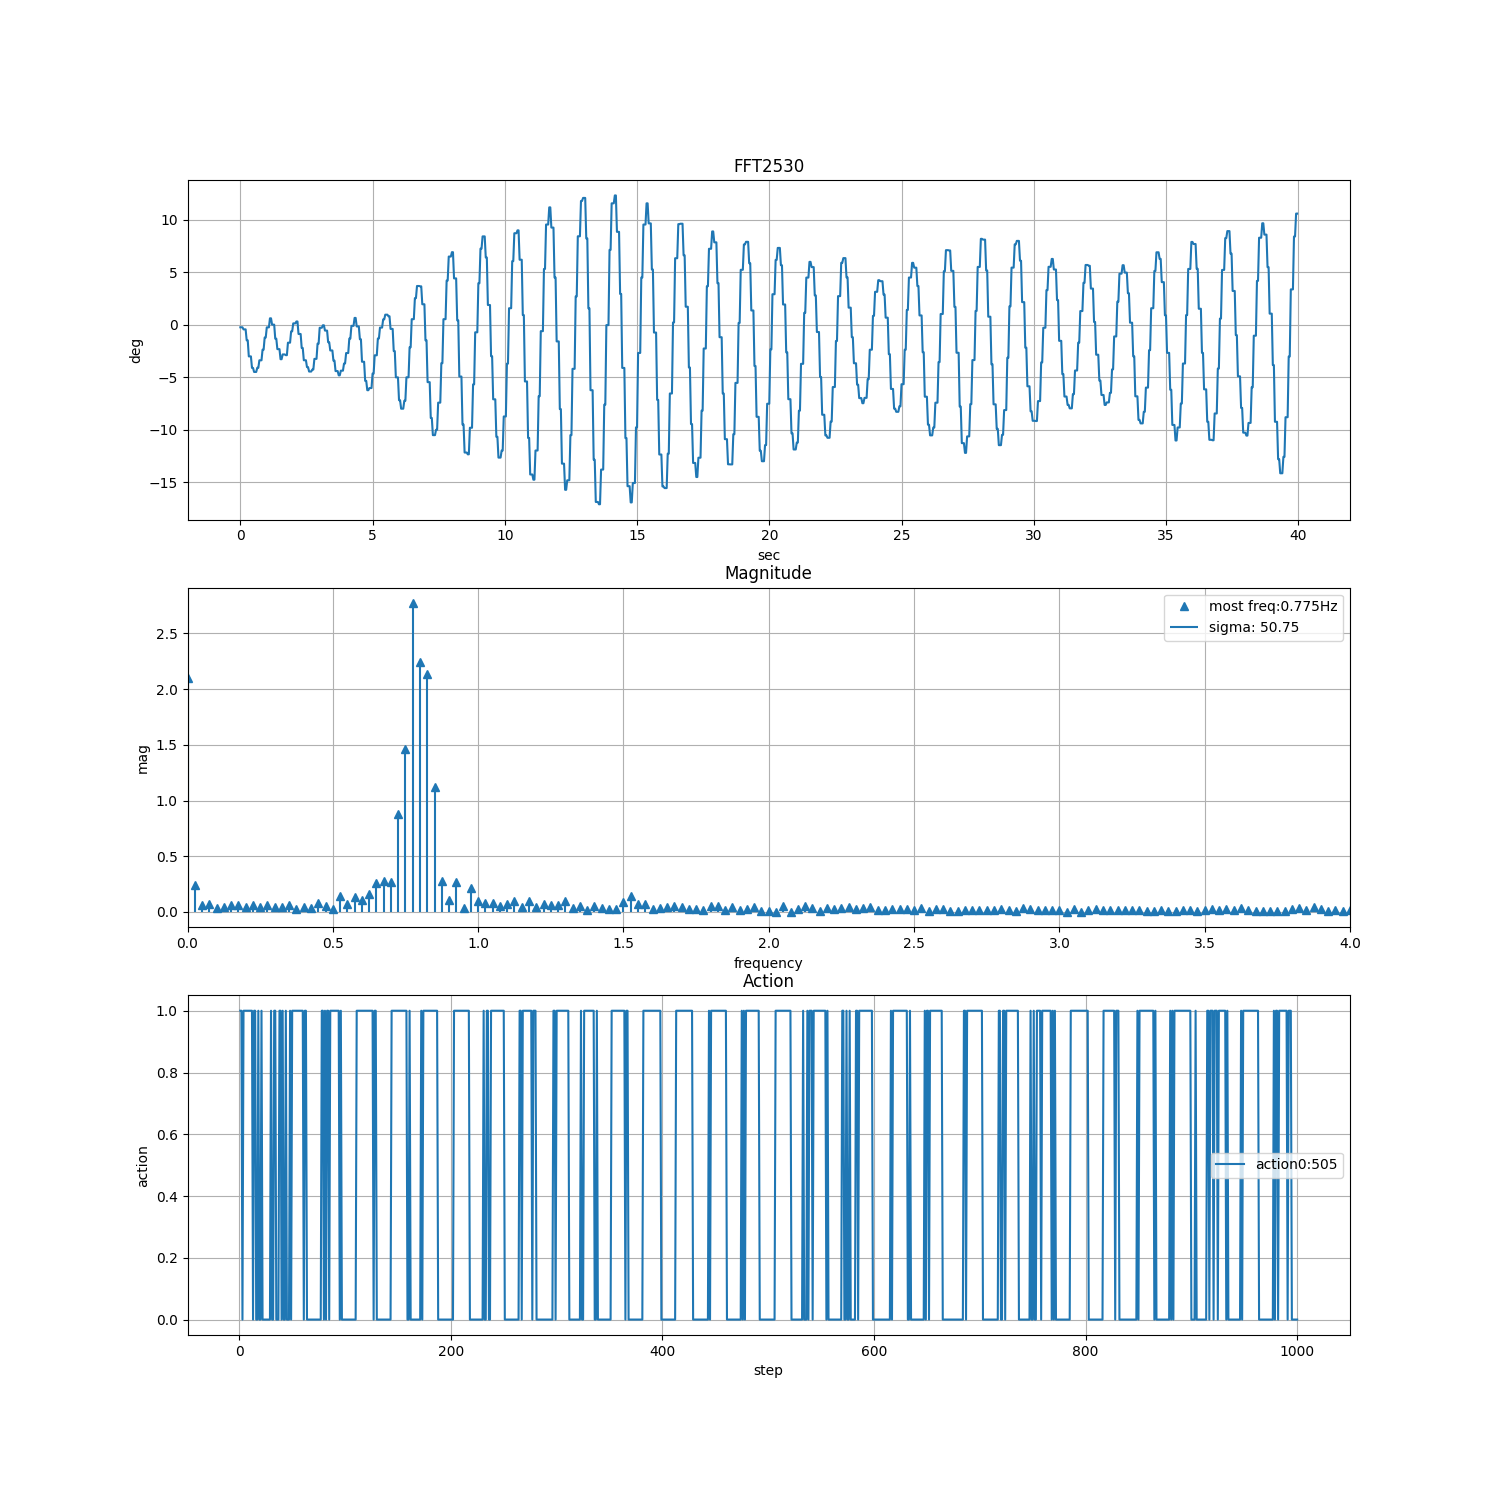 FFT2530
10
5
0
−5
−10
−15
deg
0 5 10 15 20 25 30 35 40
sec
Magnitude
most freq:0.775Hz
sigma: 50.75
2.5
2.0
1.5
1.0
0.5
0.0
mag
0.0 0.5 1.0 1.5 2.0 2.5 3.0 3.5 4.0
frequency
Action
1.0
0.8
0.6
0.4
0.2
0.0
action
action0:505
0 200 400 600 800 1000
step